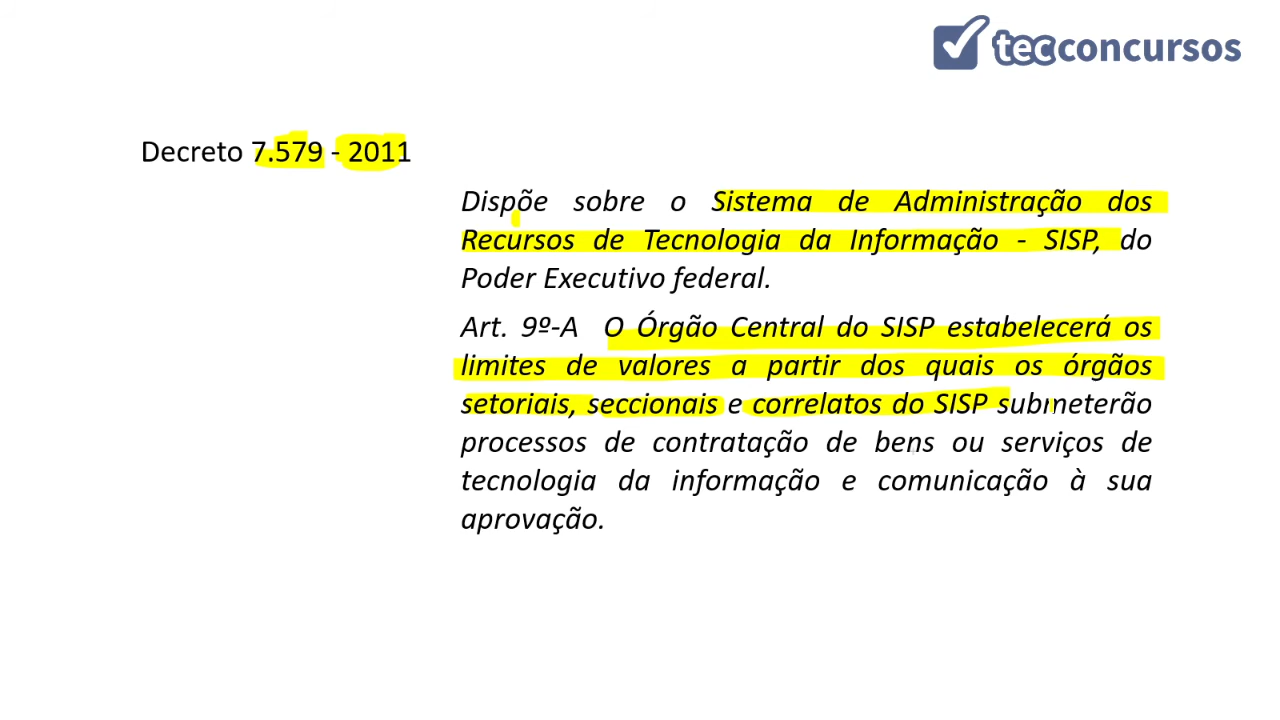 tecconcursos
Decreto 7.579 - 2011
Dispõe sobre o Sistema de Administração dos
Recursos de Tecnologia da Informação - SISP, do
Poder Executivo federal.
Art. 9º-A O Órgão Central do SISP estabelecerá os
limites de valores a partir dos quais os órgãos
setoriais, seccionais e correlatos do SISP submeterão
processos de contratação de bens ou serviços de
tecnologia da informação e comunicação à sua
aprovação.